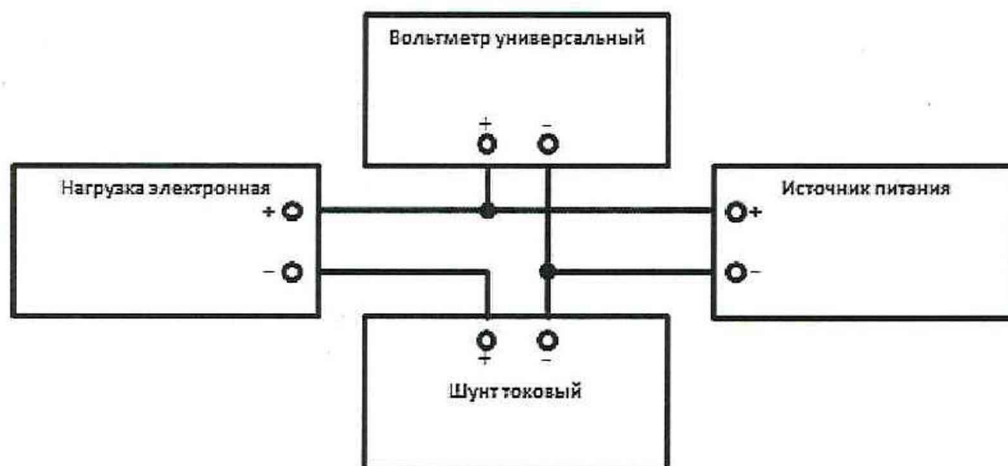 Вольтметр универсальный
+ −
Нагрузка электронная
+
−
Источник питания
+
−
+ −
Шунт токовый